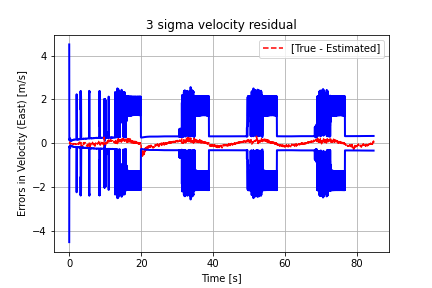 3 sigma velocity residual
[True - Estimated]
Errors in Velocity (East) [m/s]
4
2
0
−2
−4
0 20 40 60 80
Time [s]